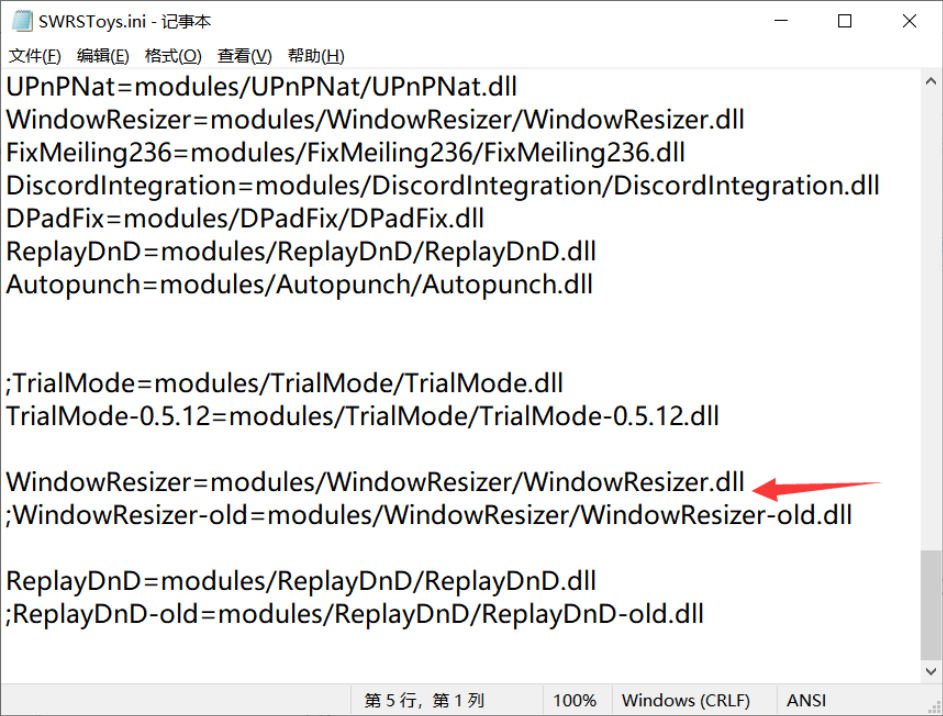 SWRSToys.ini - 记事本
文件(F) 编辑(E) 格式(O) 查看(V) 帮助(H)
UPnPNat=modules/UPnPNat/UPnPNat.dll
WindowResizer=modules/WindowResizer/WindowResizer.dll
FixMeiling236=modules/FixMeiling236/FixMeiling236.dll
DiscordIntegration=modules/DiscordIntegration/DiscordIntegration.dll
DPadFix=modules/DPadFix/DPadFix.dll
ReplayDnD=modules/ReplayDnD/ReplayDnD.dll
Autopunch=modules/Autopunch/Autopunch.dll
;TrialMode=modules/TrialMode/TrialMode.dll
TrialMode-0.5.12=modules/TrialMode/TrialMode-0.5.12.dll
WindowResizer=modules/WindowResizer/WindowResizer.dll
;WindowResizer-old=modules/WindowResizer/WindowResizer-old.dll
ReplayDnD=modules/ReplayDnD/ReplayDnD.dll
;ReplayDnD-old=modules/ReplayDnD/ReplayDnD-old.dll
第 5 行，第 1 列 100% Windows (CRLF) ANSI